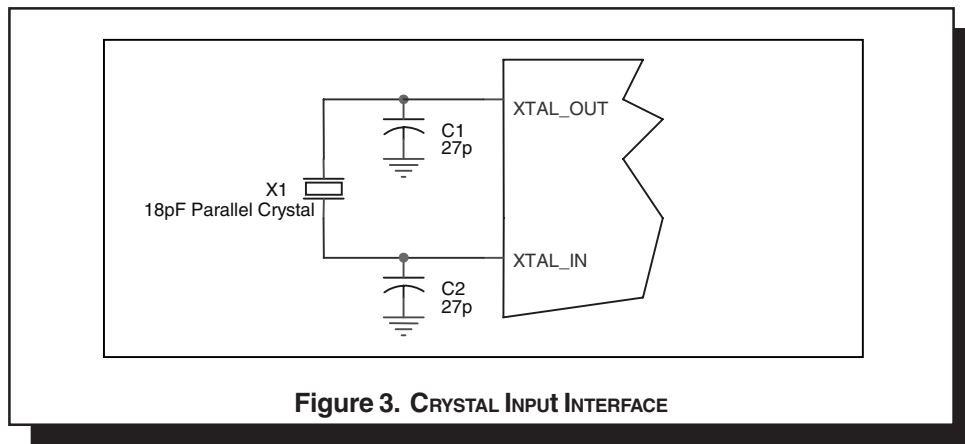 XTAL_OUT
C1
27p
X1
18pF Parallel Crystal
XTAL_IN
C2
27p
Figure 3. CRYSTAL INPUt INTERFACE